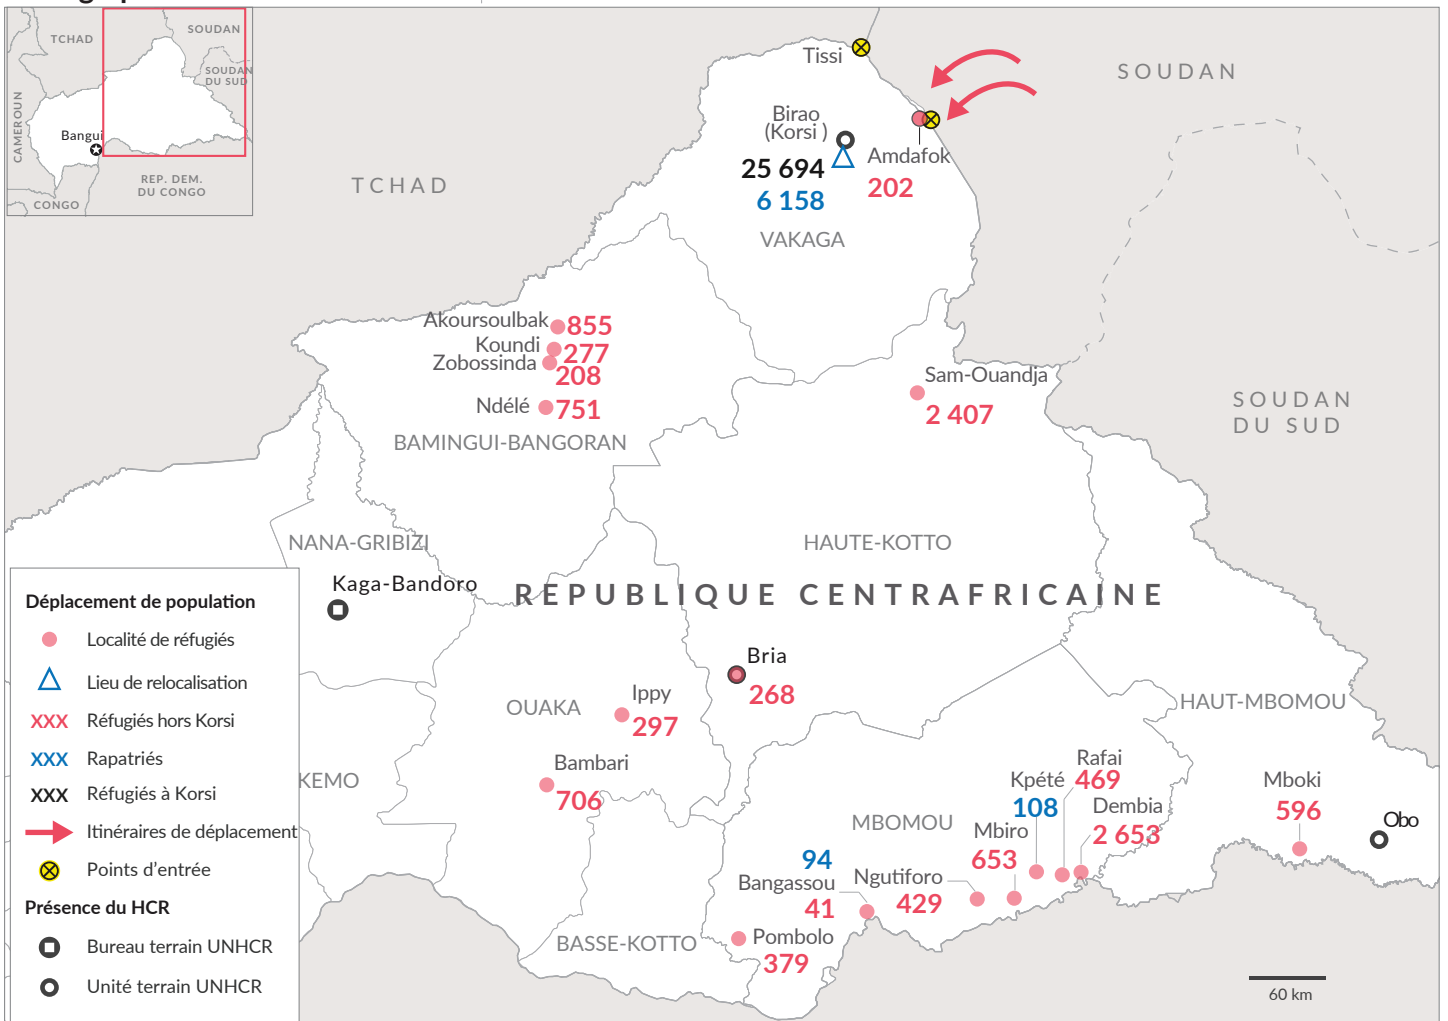 TCHAD
SOUDAN
SOUDAN
DU SUD
CAMEROUN
Bangui
REP. DEM.
DU CONGO
CONGO
Tissi
SOUDAN
Birao
(Korsi )
25 694
6 158
Amdafok
202
TCHAD
VAKAGA
Akoursoulbak
855
Koundi
277
Zobossinda
208
Ndélé
751
BAMINGUI-BANGORAN
Sam-Ouandja
2 407
SOUDAN
DU SUD
NANA-GRIBIZI
HAUTE-KOTTO
Kaga-Bandoro
REPUBLIQUE CENTRAFRICAINE
Bria
268
Ippy
297
OUAKA
HAUT-MBOMOU
Bambari
706
KEMO
Rafai
469
Kpété
108
Dembia
2 653
Mboki
596
Obo
MBOMOU
Mbiro
653
94
Bangassou
41
Ngutiforo
429
BASSE-KOTTO
Pombolo
379
60 km
Déplacement de population
Localité de réfugiés
Lieu de relocalisation
XXX Réfugiés hors Korsi
XXX Rapatriés
XXX Réfugiés à Korsi
Itinéraires de déplacement
Points d'entrée
Présence du HCR
Bureau terrain UNHCR
Unité terrain UNHCR